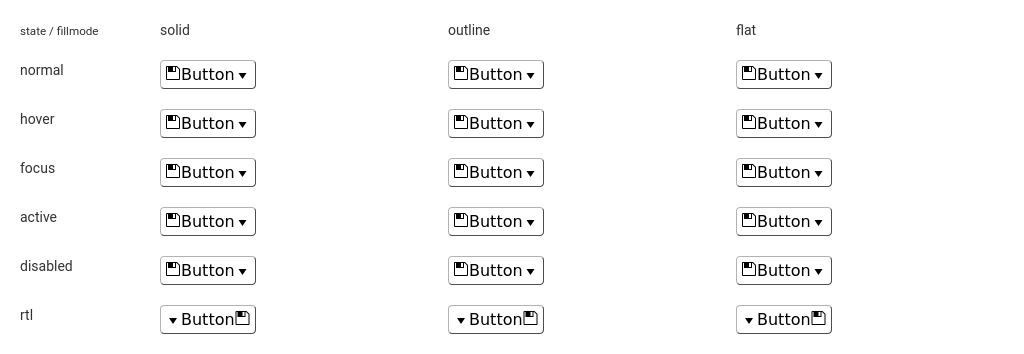 state / fillmode solid outline flat
normal Button Button Button
hover Button Button Button
focus Button Button Button
active Button Button Button
disabled Button Button Button
rtl Button Button Button